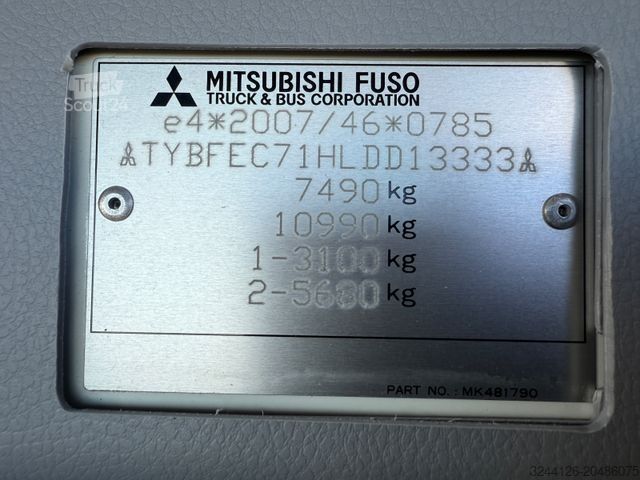 MITSUBISHI FUSO
TRUCK & BUS CORPORATION
Truck
Scout24
e4*2007/46*0785
TYBFEC71HLDD13333
7490 kg
10990 kg
1-3100 kg
2-5680 kg
PART NO. : MK481790
3244126-20486075